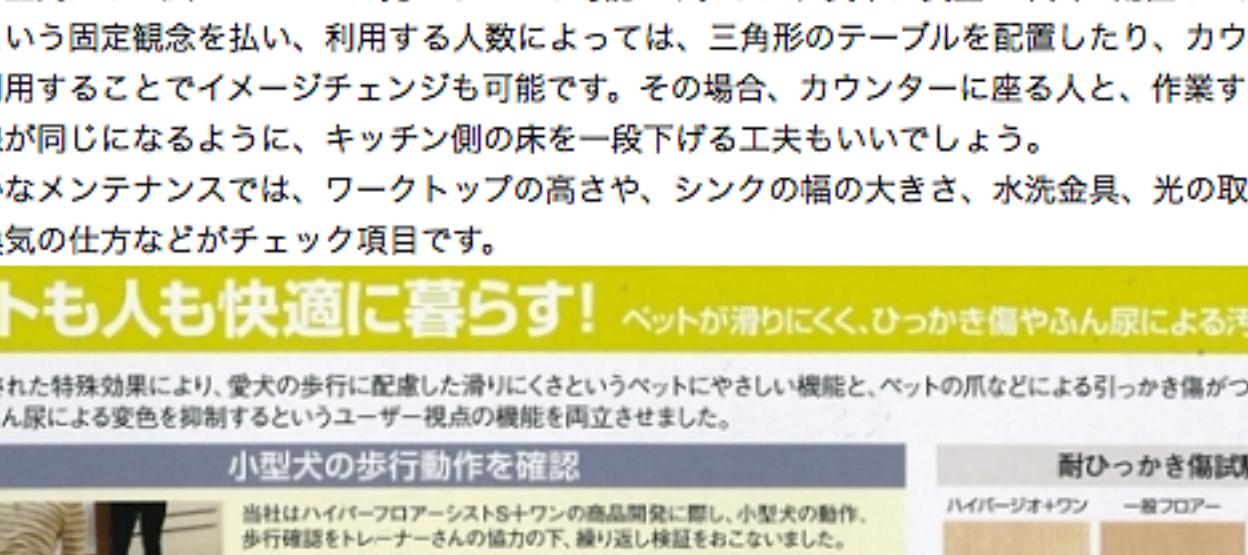 いう固定観念を払い、利用する人数によっては、三角形のテーブルを配置したり、カウ
用することでイメージチェンジも可能です。その場合、カウンターに座る人と、作業す
が同じになるように、キッチン側の床を一段下げる工夫もいいでしょう。
なメンテナンスでは、ワークトップの高さや、シンクの幅の大きさ、水洗金具、光の取
気の仕方などがチェック項目です。
トも人も快適に暮らす！ ペットが滑りにくく、ひっかき傷やふん尿による汚
された特殊効果により、愛犬の歩行に配慮した滑りにくさというペットにやさしい機能と、ペットの爪などによる引っかき傷がつ
ん尿による変色を抑制するというユーザー視点の機能を両立させました。
小型犬の歩行動作を確認
耐ひっかき傷試験
ハイパージオ+ワン 一般フロアー
当社はハイパーフロアーシストS+ワンの商品開発に際し、小型犬の動作、
歩行確認をトレーナーさんの協力の下、繰り返し検証をおこないました。